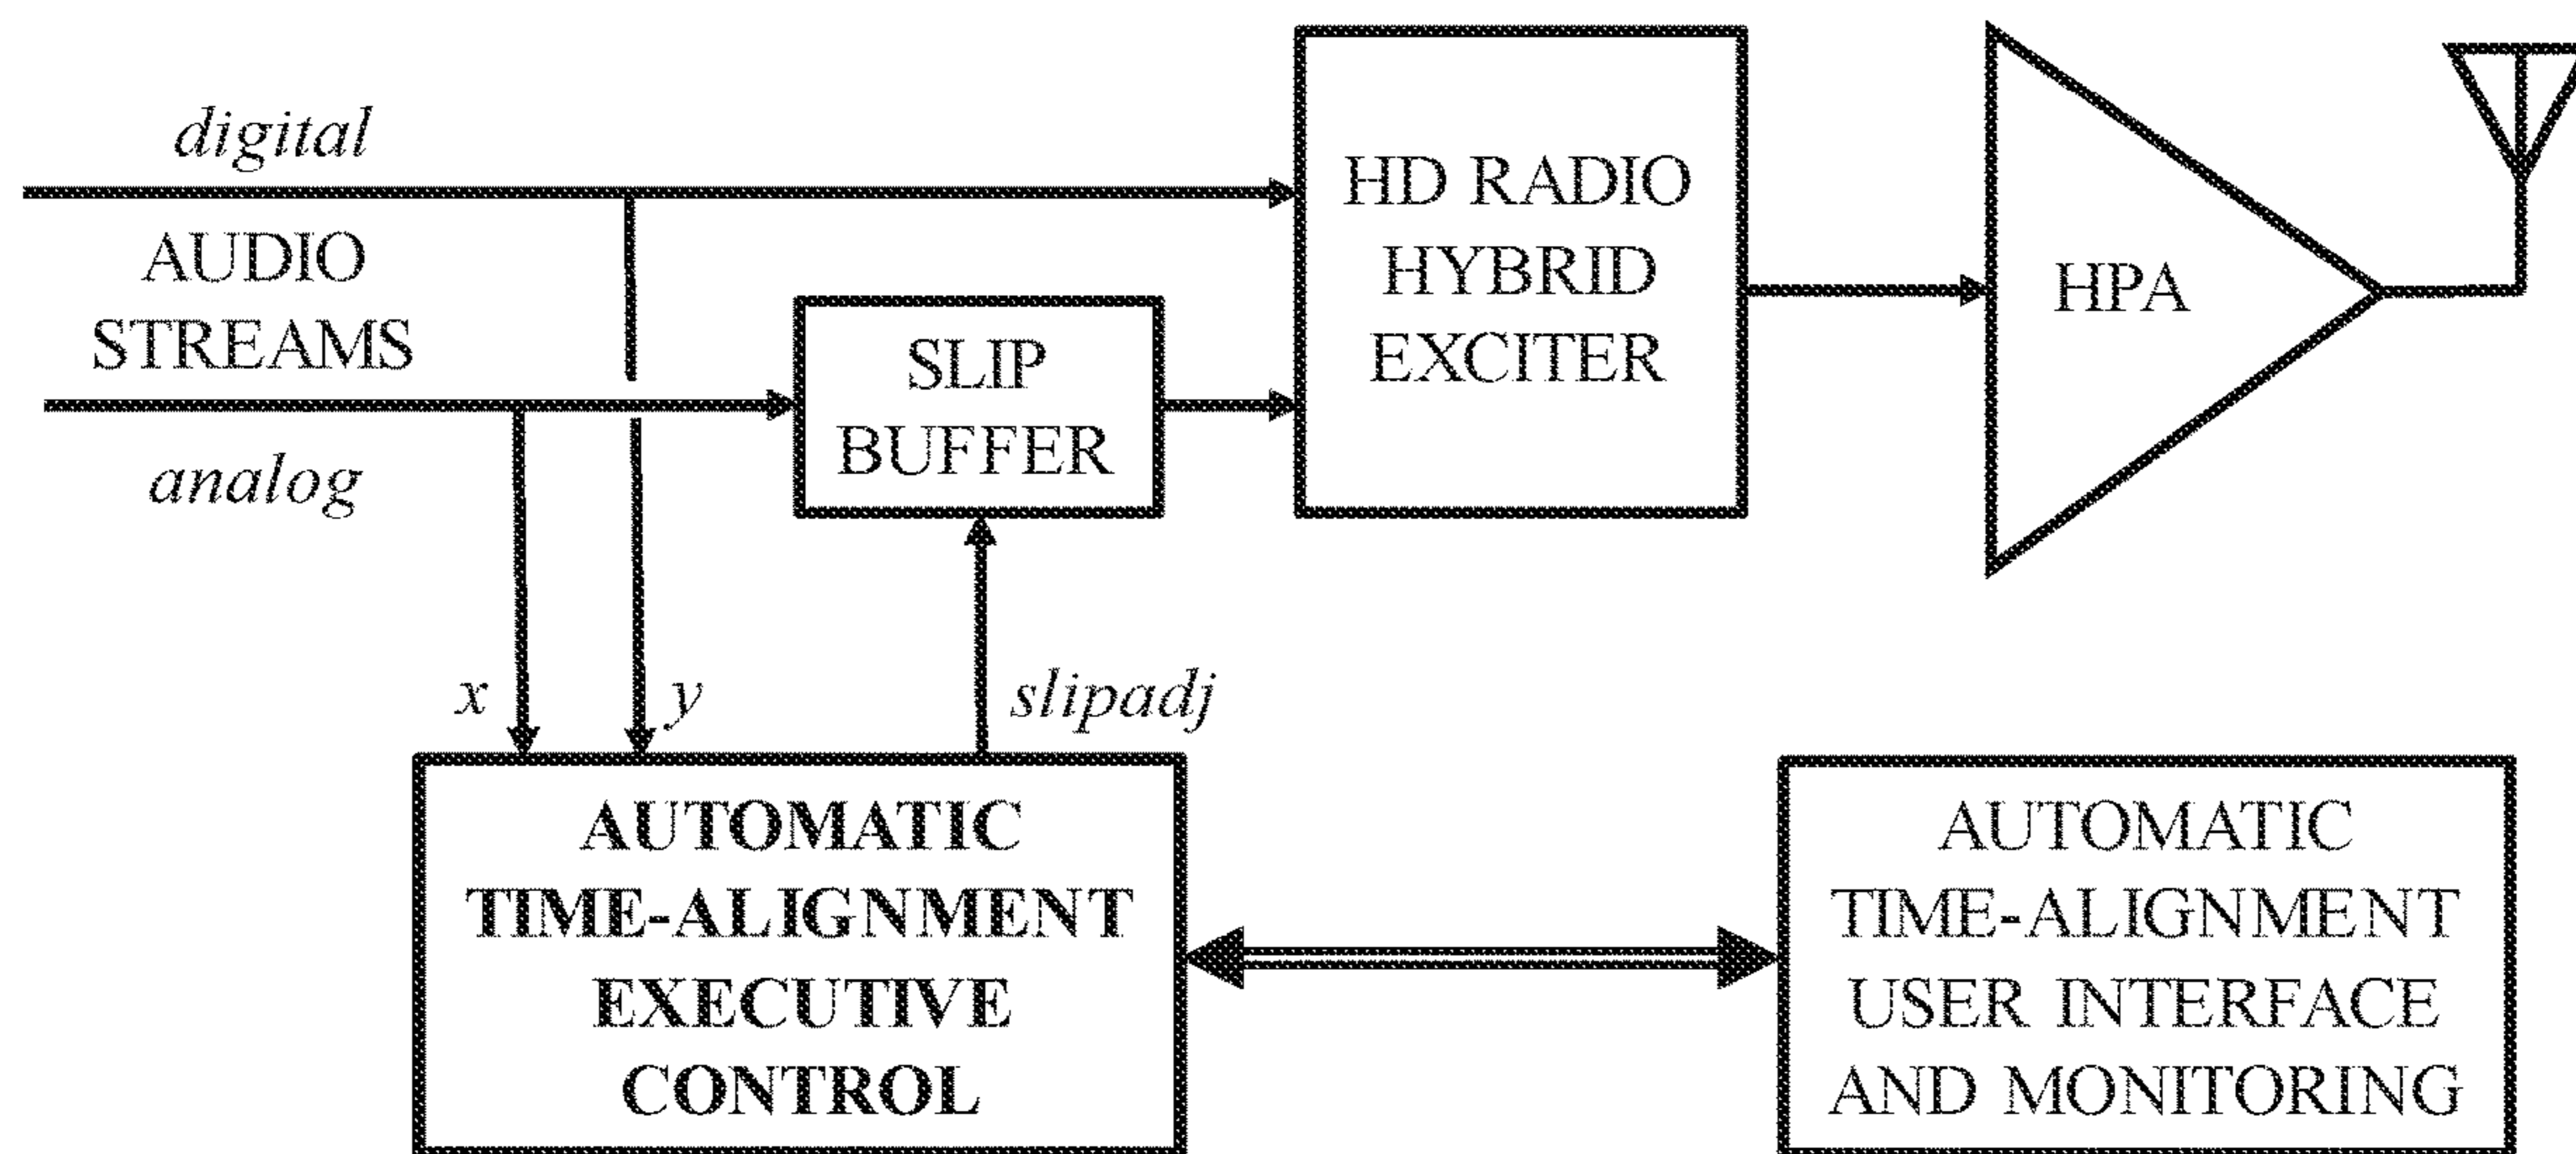 digital
AUDIO
STREAMS
analog
SLIP
BUFFER
HD RADIO
HYBRID
EXCITER
HPA
x
y
slipadj
AUTOMATIC
TIME-ALIGNMENT
EXECUTIVE
CONTROL
AUTOMATIC
TIME-ALIGNMENT
USER INTERFACE
AND MONITORING